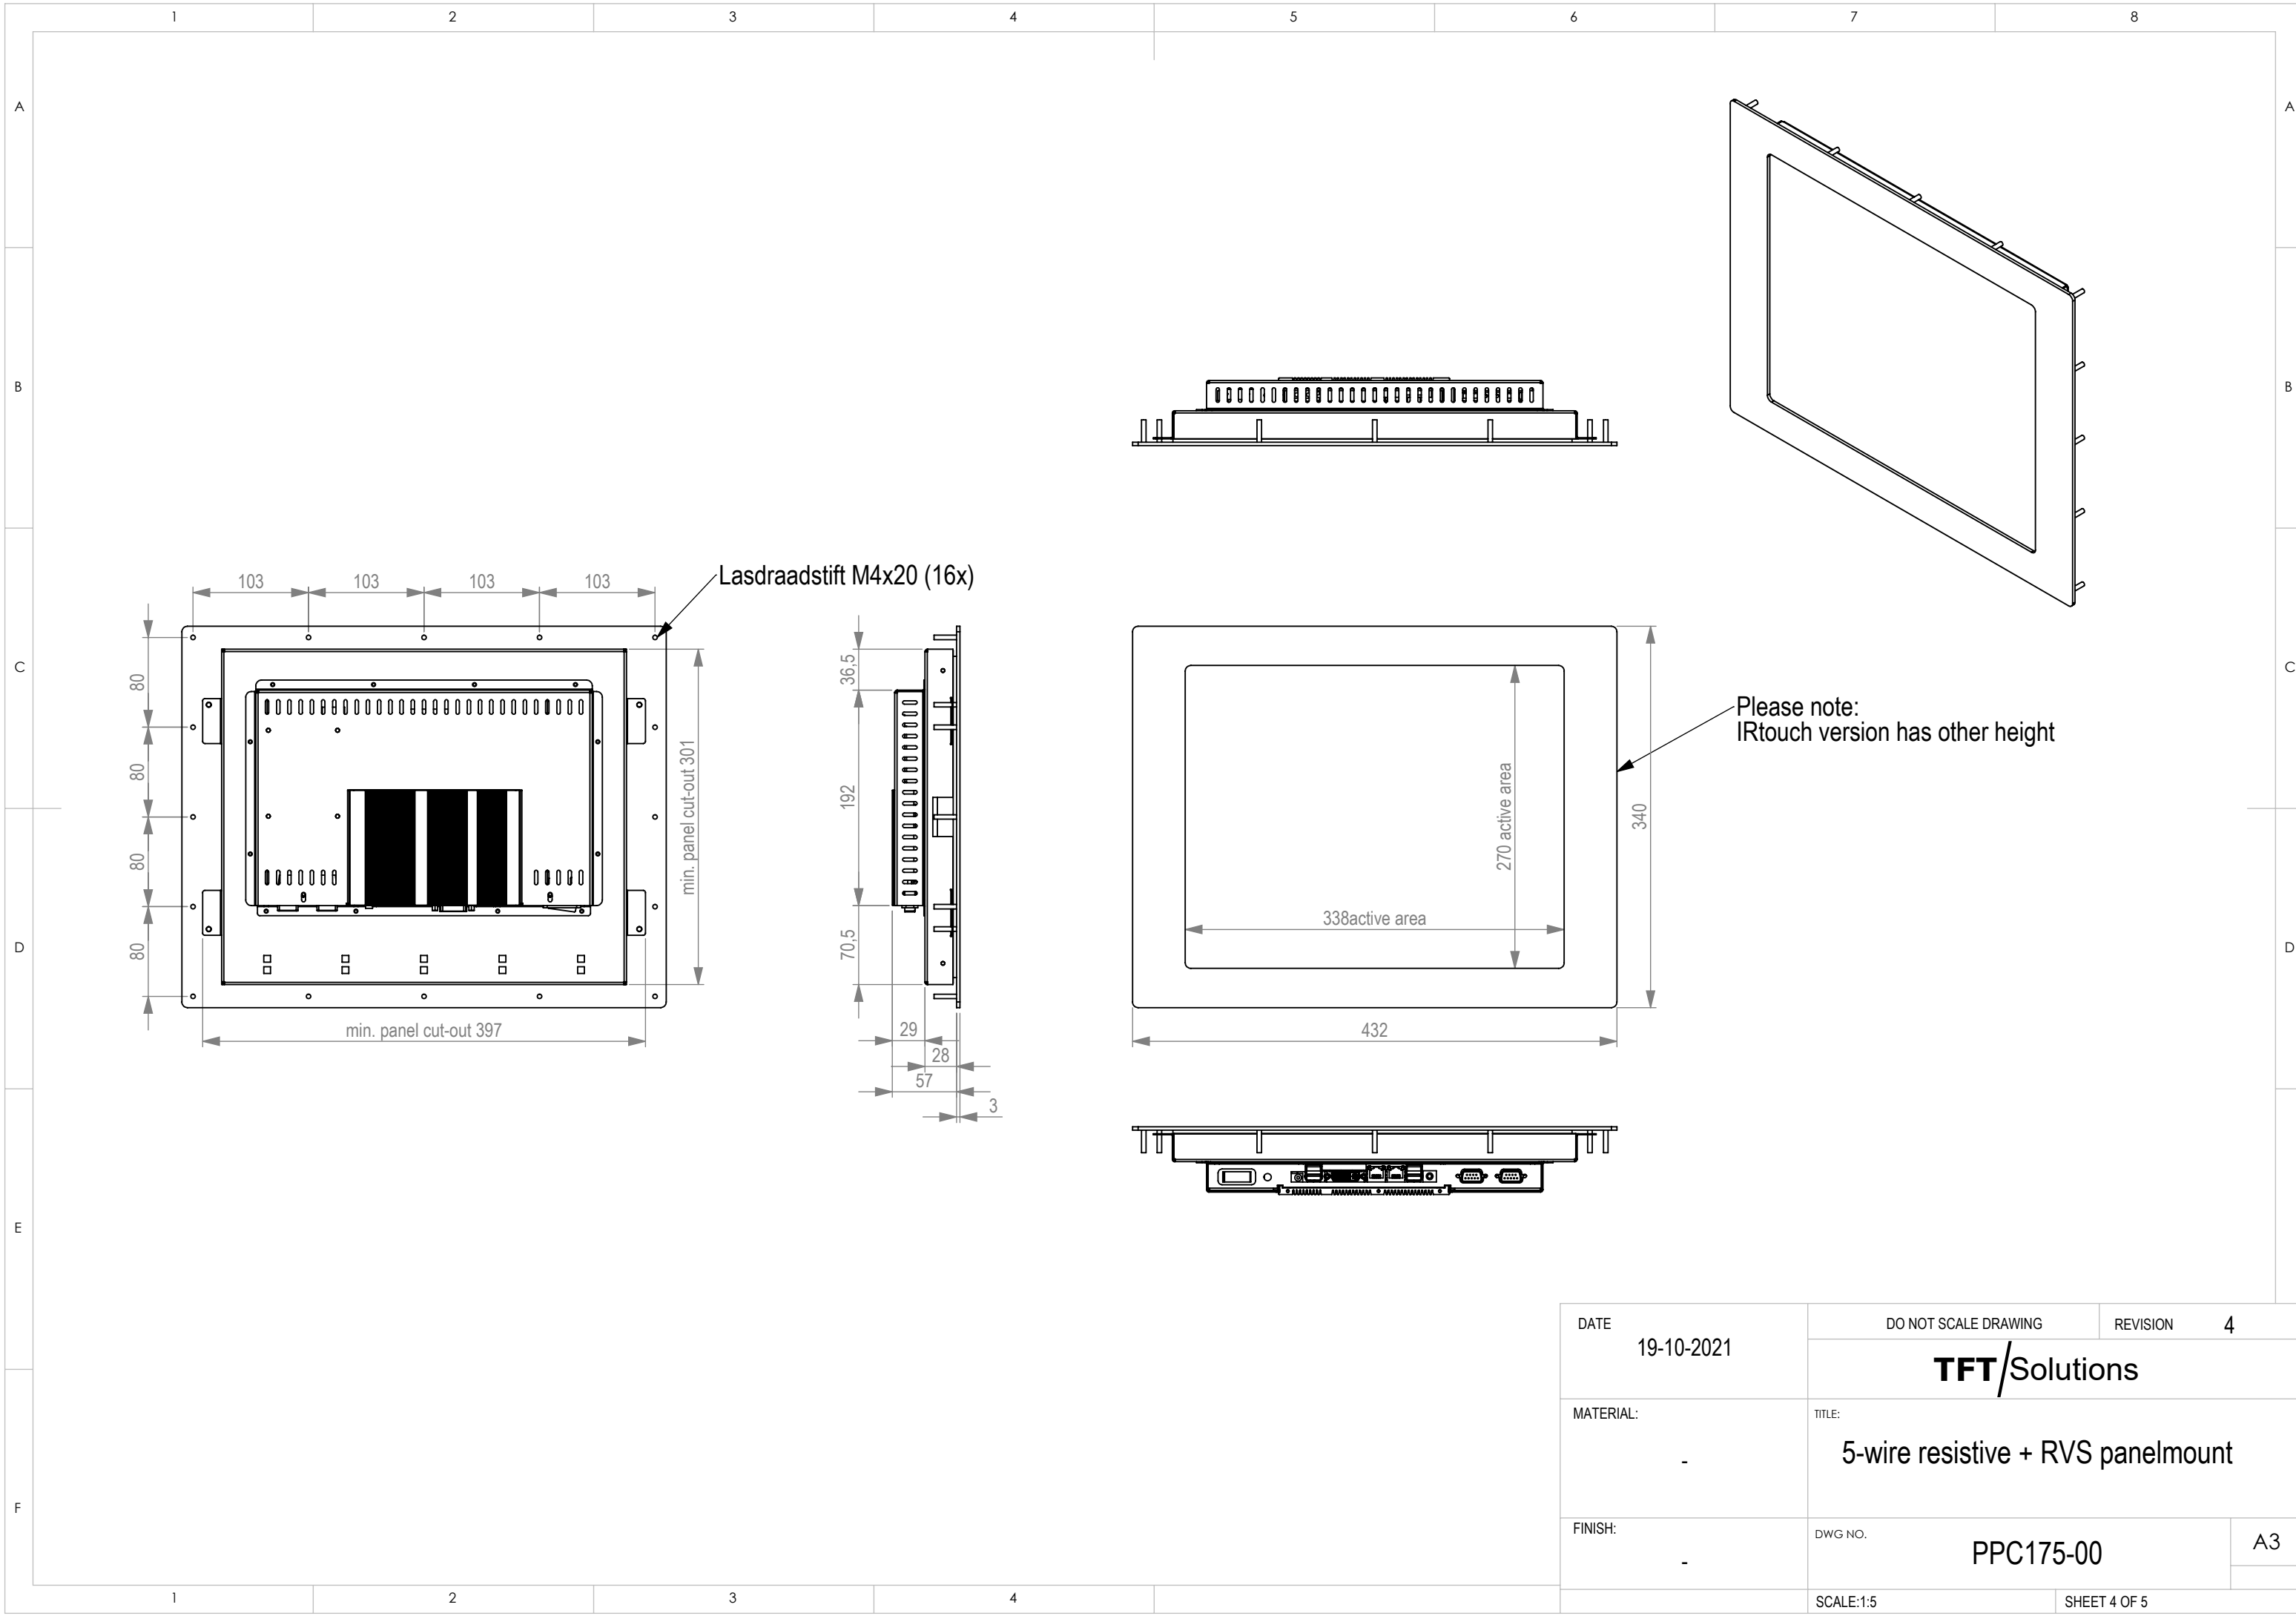 1 2 3 4 5 6 7 8
A A
B B
C C
D D
E
F
103 103 103 103
Lasdraadstift M4x20 (16x)
80
80
80
80
min. panel cut-out 301
min. panel cut-out 397
36,5
192
70,5
29
28
57
3
270 active area
338active area
340
432
Please note:
IRtouch version has other height
DATE
19-10-2021
DO NOT SCALE DRAWING
REVISION 4
TFT/Solutions
MATERIAL:
-
TITLE:
5-wire resistive + RVS panelmount
FINISH:
-
DWG NO.
PPC175-00
A3
SCALE:1:5
SHEET 4 OF 5
1 2 3 4